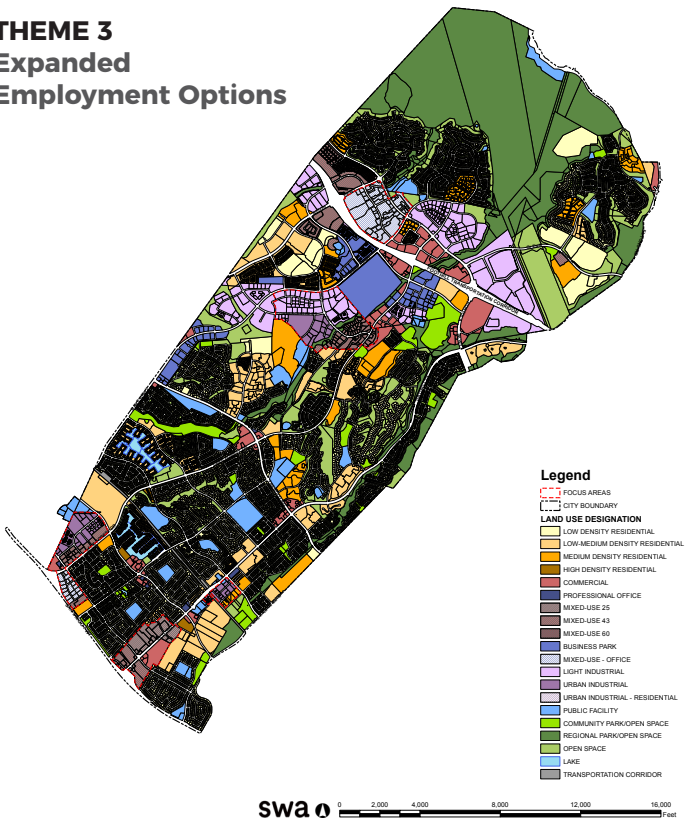 THEME 3
Expanded
Employment Options
FOOTHILL TRANSPORTATION CORRIDOR
Legend
FOCUS AREAS
CITY BOUNDARY
LAND USE DESIGNATION
LOW DENSITY RESIDENTIAL
LOW-MEDIUM DENSITY RESIDENTIAL
MEDIUM DENSITY RESIDENTIAL
HIGH DENSITY RESIDENTIAL
COMMERCIAL
PROFESSIONAL OFFICE
MIXED-USE 25
MIXED-USE 43
MIXED-USE 60
BUSINESS PARK
MIXED-USE - OFFICE
LIGHT INDUSTRIAL
URBAN INDUSTRIAL
URBAN INDUSTRIAL - RESIDENTIAL
PUBLIC FACILITY
COMMUNITY PARK/OPEN SPACE
REGIONAL PARK/OPEN SPACE
OPEN SPACE
LAKE
TRANSPORTATION CORRIDOR
swa
0 2,000 4,000 8,000 12,000 16,000
Feet